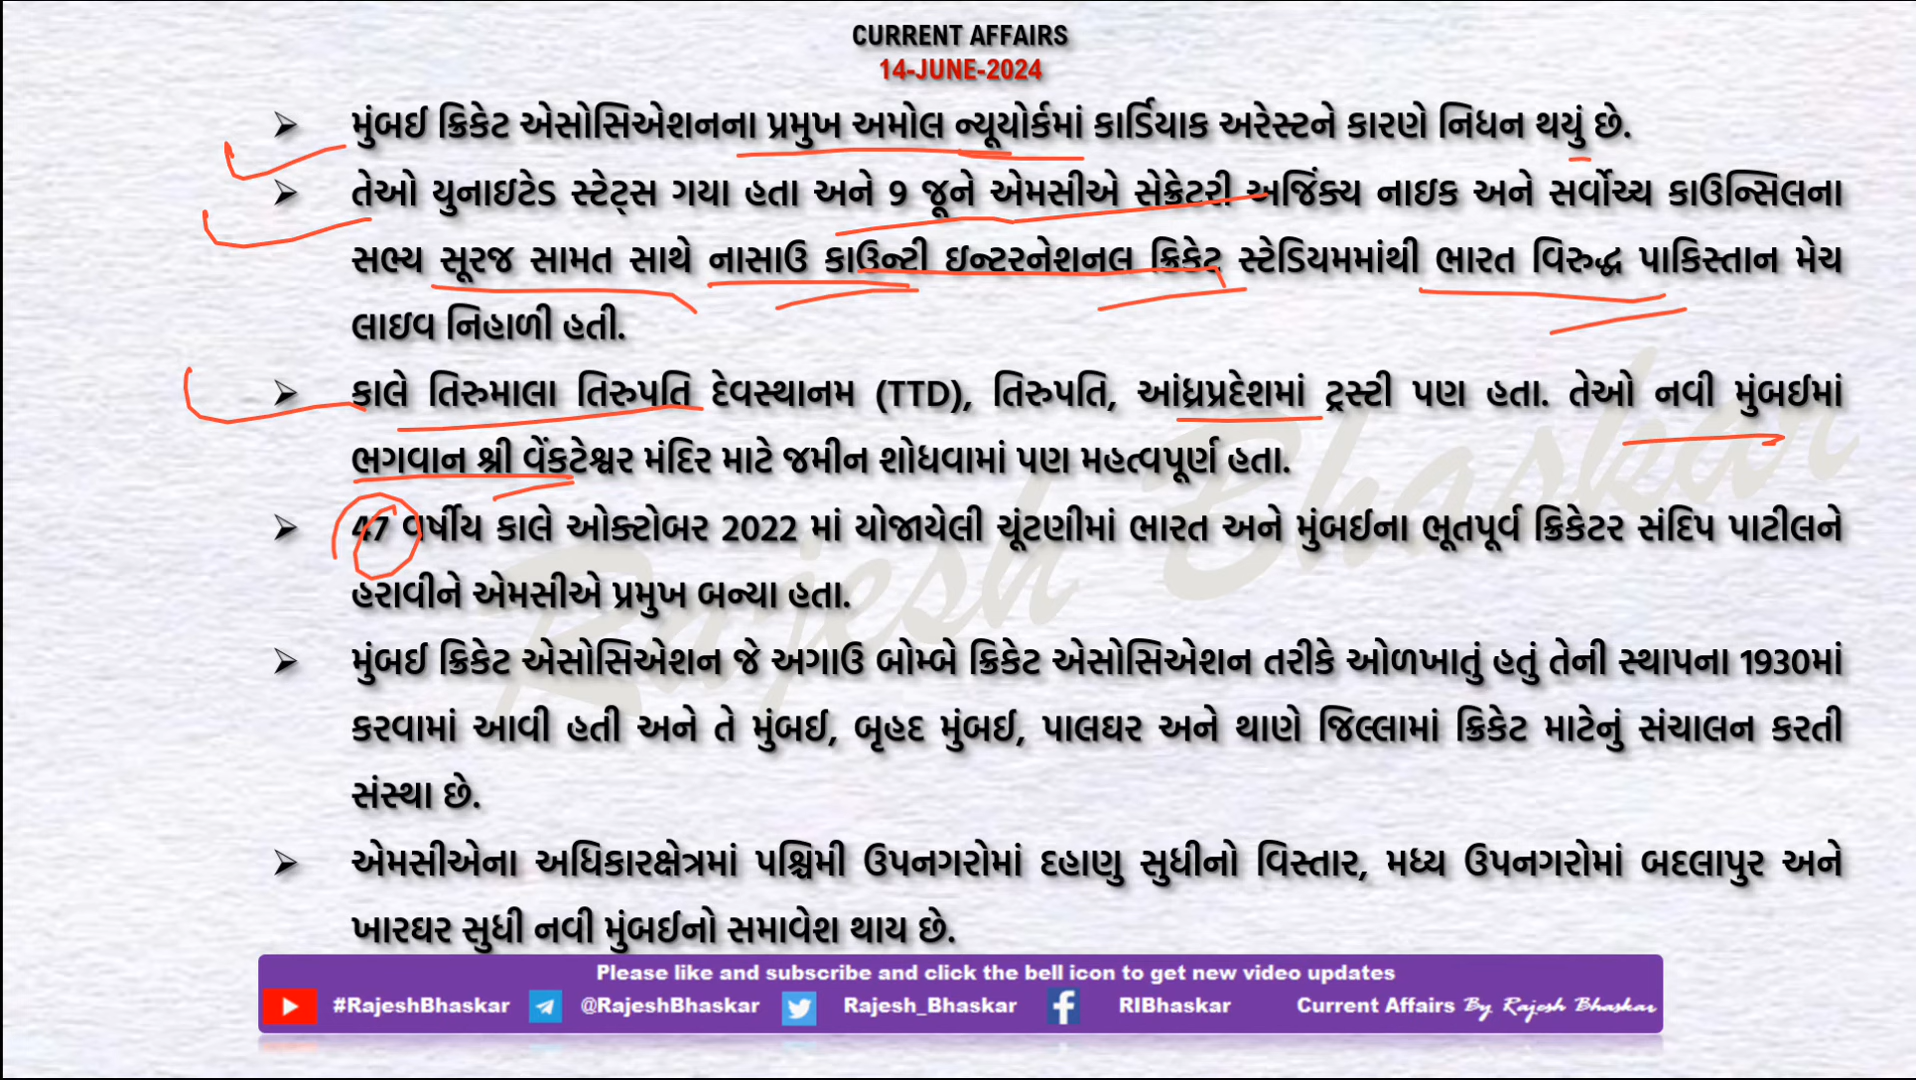 CURRENT AFFAIRS
14-JUNE-2024
મુંબઈ ક્રિકેટ એસોસિએશનના પ્રમુખ અમોલ ન્યૂયોર્કમાં કાર્ડિયાક અરેસ્ટને કારણે નિધન થયું છે.
તેઓ યુનાઇટેડ સ્ટેટ્સ ગયા હતા અને 9 જૂને એમસીએ સેક્રેટરી અજિંક્ય નાઇક અને સર્વોચ્ચ કાઉન્સિલના
સભ્ય સૂરજ સામત સાથે નાસાઉ કાઉન્ટી ઇન્ટરનેશનલ ક્રિકેટ સ્ટેડિયમમાંથી ભારત વિરુદ્ધ પાકિસ્તાન મેચ
લાઇવ નિહાળી હતી.
કાલે તિરુમાલા તિરુપતિ દેવસ્થાનમ (TTD), તિરુપતિ, આંધ્રપ્રદેશમાં ટ્રસ્ટી પણ હતા. તેઓ નવી મુંબઈમાં
ભગવાન શ્રી વેંકટેશ્વર મંદિર માટે જમીન શોધવામાં પણ મહત્વપૂર્ણ હતા.
47 વર્ષીય કાલે ઓક્ટોબર 2022 માં યોજાયેલી ચૂંટણીમાં ભારત અને મુંબઈના ભૂતપૂર્વ ક્રિકેટર સંદિપ પાટીલને
હરાવીને એમસીએ પ્રમુખ બન્યા હતા.
મુંબઈ ક્રિકેટ એસોસિએશન જે અગાઉ બોમ્બે ક્રિકેટ એસોસિએશન તરીકે ઓળખાતું હતું તેની સ્થાપના 1930માં
કરવામાં આવી હતી અને તે મુંબઈ, બૃહદ મુંબઈ, પાલઘર અને થાણે જિલ્લામાં ક્રિકેટ માટેનું સંચાલન કરતી
સંસ્થા છે.
એમસીએના અધિકારક્ષેત્રમાં પશ્ચિમી ઉપનગરોમાં દહાણુ સુધીનો વિસ્તાર, મધ્ય ઉપનગરોમાં બદલાપુર અને
ખારઘર સુધી નવી મુંબઈનો સમાવેશ થાય છે.
Rajesh Bhaskar
Please like and subscribe and click the bell icon to get new video updates
#RajeshBhaskar @RajeshBhaskar Rajesh_Bhaskar RIBhaskar Current Affairs By Rajesh Bhaskar